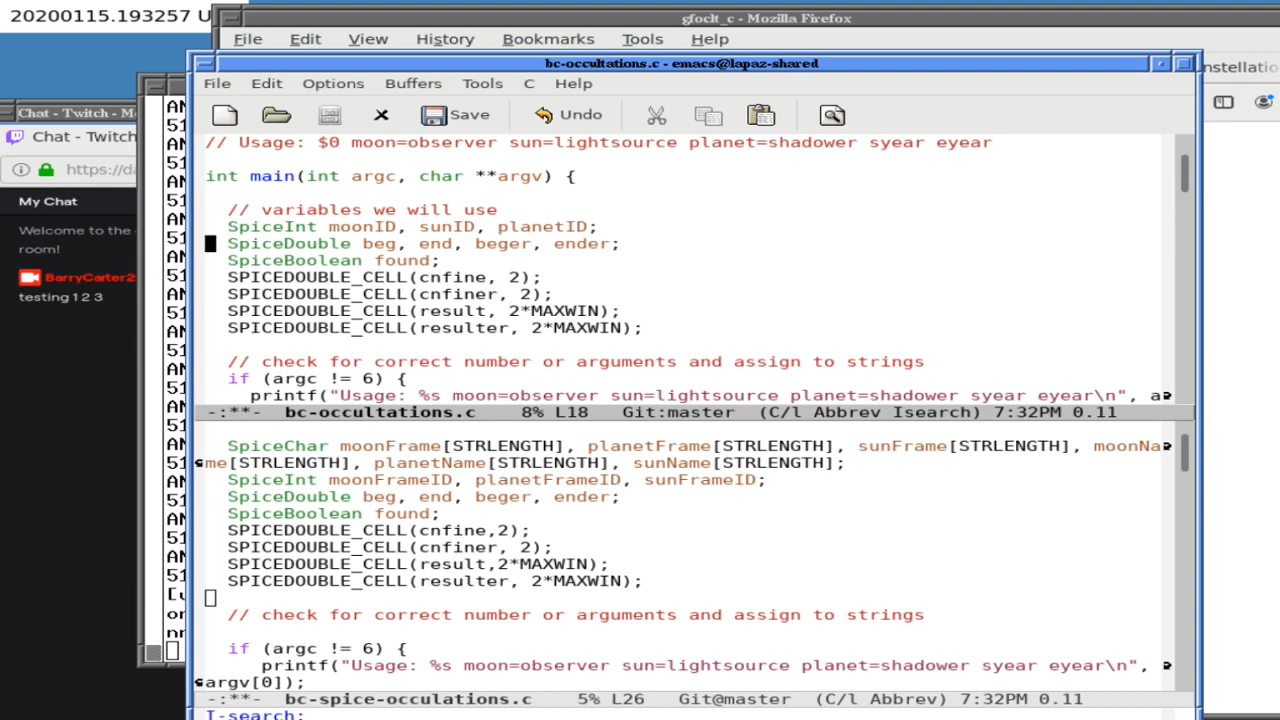 20200115.193257 U
gfoclt_c - Mozilla Firefox
File Edit View History Bookmarks Tools Help
bc-occultations.c - emacs@lapaz-shared
File Edit Options Buffers Tools C Help
Save Undo
// Usage: $0 moon=observer sun=lightsource planet=shadower syear eyear
int main(int argc, char **argv) {
// variables we will use
SpiceInt moonID, sunID, planetID;
SpiceDouble beg, end, beger, ender;
SpiceBoolean found;
SPICEDOUBLE_CELL(cnfine, 2);
SPICEDOUBLE_CELL(cnfiner, 2);
SPICEDOUBLE_CELL(result, 2*MAXWIN);
SPICEDOUBLE_CELL(resulter, 2*MAXWIN);
// check for correct number or arguments and assign to strings
if (argc != 6) {
printf("Usage: %s moon=observer sun=lightsource planet=shadower syear eyear\n", a
-:**- bc-occultations.c 8% L18 Git:master (C/l Abbrev Isearch) 7:32PM 0.11
SpiceChar moonFrame[STRLENGTH], planetFrame[STRLENGTH], sunFrame[STRLENGTH], moonNa
me[STRLENGTH], planetName[STRLENGTH], sunName[STRLENGTH];
SpiceInt moonFrameID, planetFrameID, sunFrameID;
SpiceDouble beg, end, beger, ender;
SpiceBoolean found;
SPICEDOUBLE_CELL(cnfine,2);
SPICEDOUBLE_CELL(cnfiner, 2);
SPICEDOUBLE_CELL(result,2*MAXWIN);
SPICEDOUBLE_CELL(resulter, 2*MAXWIN);
// check for correct number or arguments and assign to strings
if (argc != 6) {
printf("Usage: %s moon=observer sun=lightsource planet=shadower syear eyear\n",
argv[0]);
-:**- bc-spice-occulations.c 5% L26 Git@master (C/l Abbrev) 7:32PM 0.11
I-search:
Chat - Twitch - Mo
Chat - Twitch
https://da
My Chat
Welcome to the
room!
BarryCarter2
testing 1 2 3
nstellatio